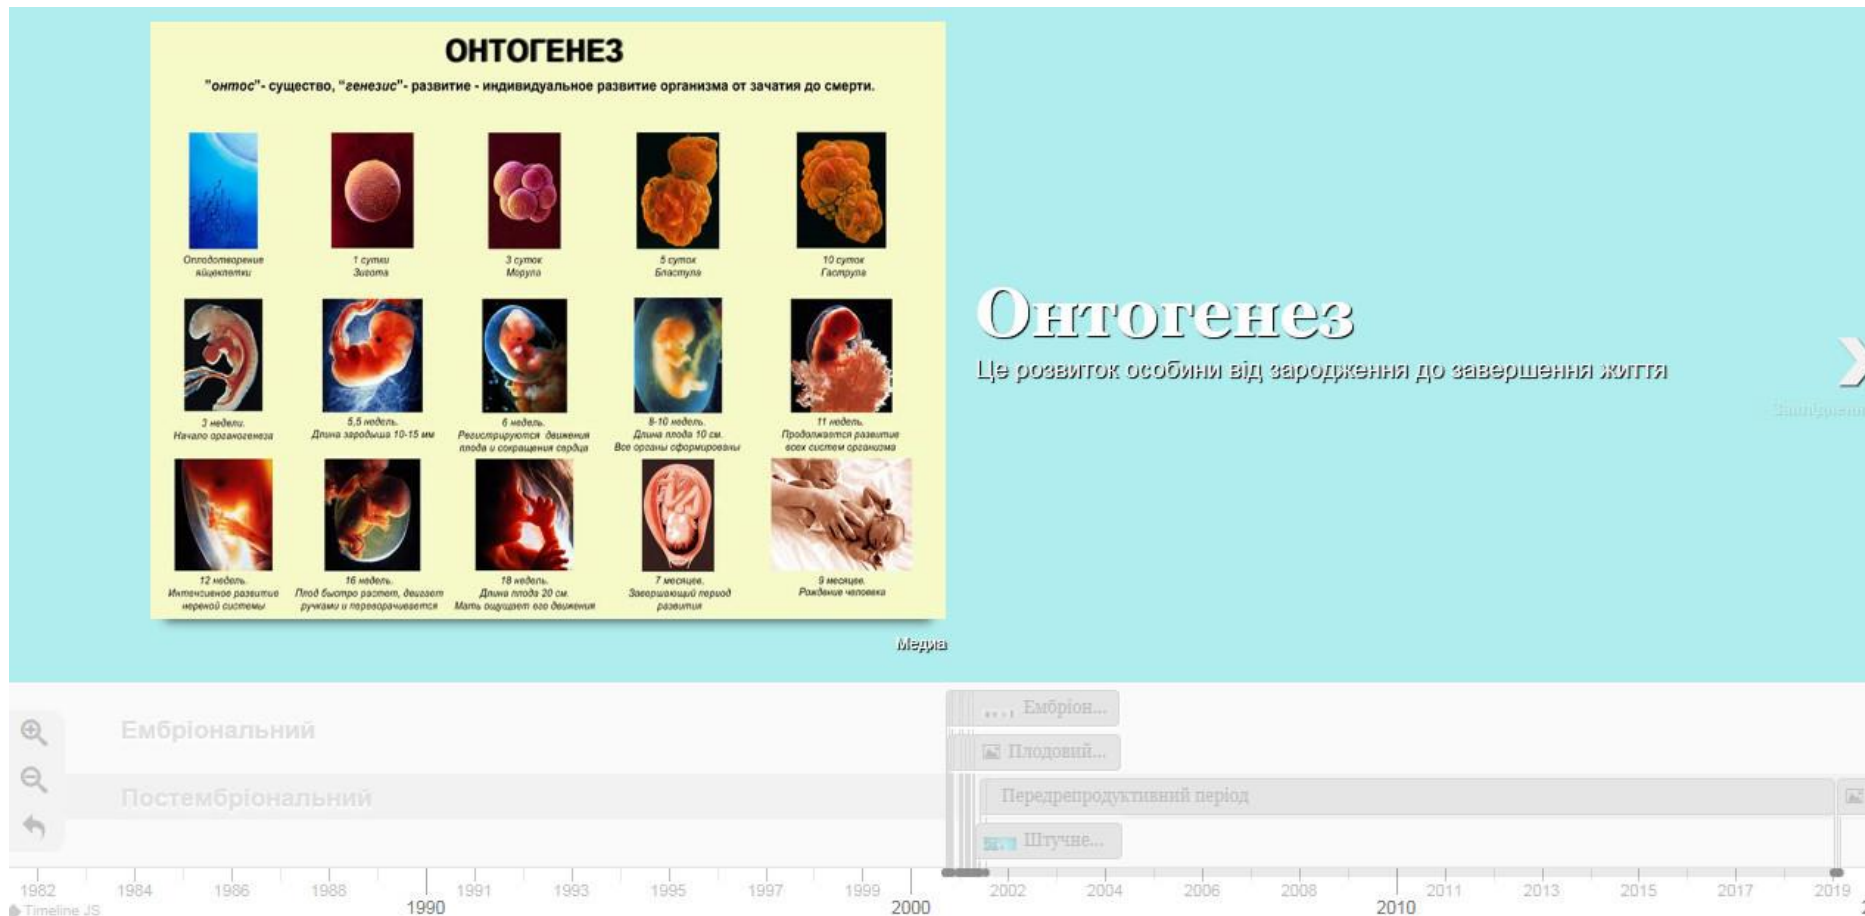 ОНТОГЕНЕЗ
"онтос"- существо, "генезис"- развитие - индивидуальное развитие организма от зачатия до смерти.
Оплодотворение
яйцеклетки
1 сутки
Зигота
3 суток
Морула
5 суток
Бластула
10 суток
Гаструла
3 недели.
Начало органогенеза
5,5 недель.
Длина зародыша 10-15 мм
6 недель.
Регистрируются движения
плода и сокращения сердца
8-10 недель.
Длина плода 10 см.
Все органы сформированы
11 недель.
Продолжается развитие
всех систем организма
12 недель.
Интенсивное развитие
нервной системы
16 недель.
Плод быстро растет, двигает
ручками и переворачивается
18 недель.
Длина плода 20 см.
Мать ощущает его движения
7 месяцев.
Завершающий период
развития
9 месяцев.
Рождение человека
Медиа
Онтогенез
Це розвиток особини від зародження до завершення життя
Ембріональний
Постембріональний
Ембріон...
Плодовий...
Передрепродуктивний період
Штучне...
1982 1984 1986 1988 1990 1991 1993 1995 1997 1999 2000 2002 2004 2006 2008 2010 2011 2013 2015 2017 2019
Timeline JS